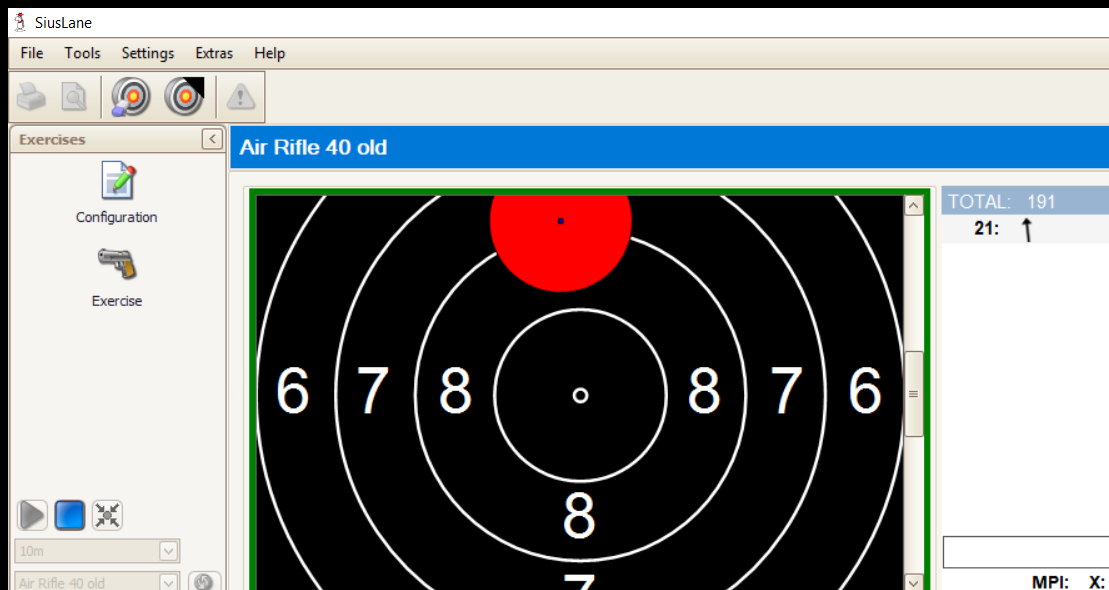 SiusLane
File Tools Settings Extras Help
Exercises
Air Rifle 40 old
Configuration
TOTAL: 191
21:
Exercise
6 7 8 8 7 6
8
7
10m
Air Rifle 40 old
MPI: X: